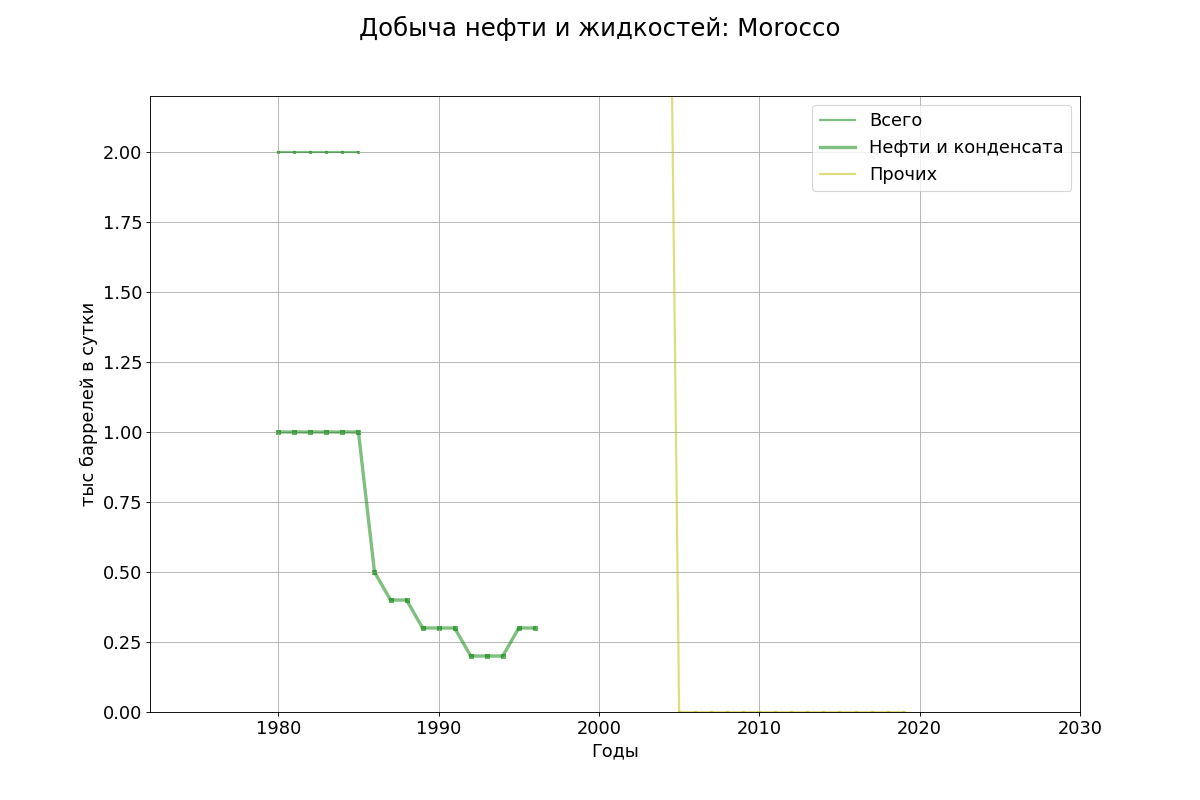 Добыча нефти и жидкостей: Morocco
Всего
Нефти и конденсата
Прочих
тыс баррелей в сутки
2.00
1.75
1.50
1.25
1.00
0.75
0.50
0.25
0.00
1980 1990 2000 2010 2020 2030
Годы